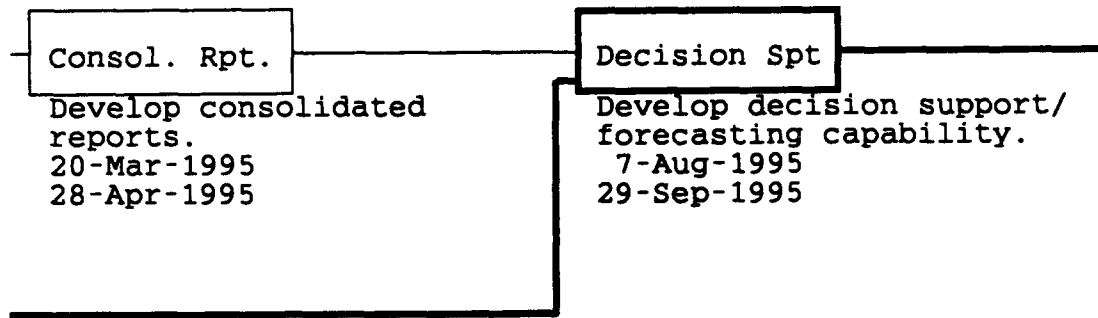 Consol. Rpt.
Develop consolidated
reports.
20-Mar-1995
28-Apr-1995
Decision Spt
Develop decision support/
forecasting capability.
7-Aug-1995
29-Sep-1995